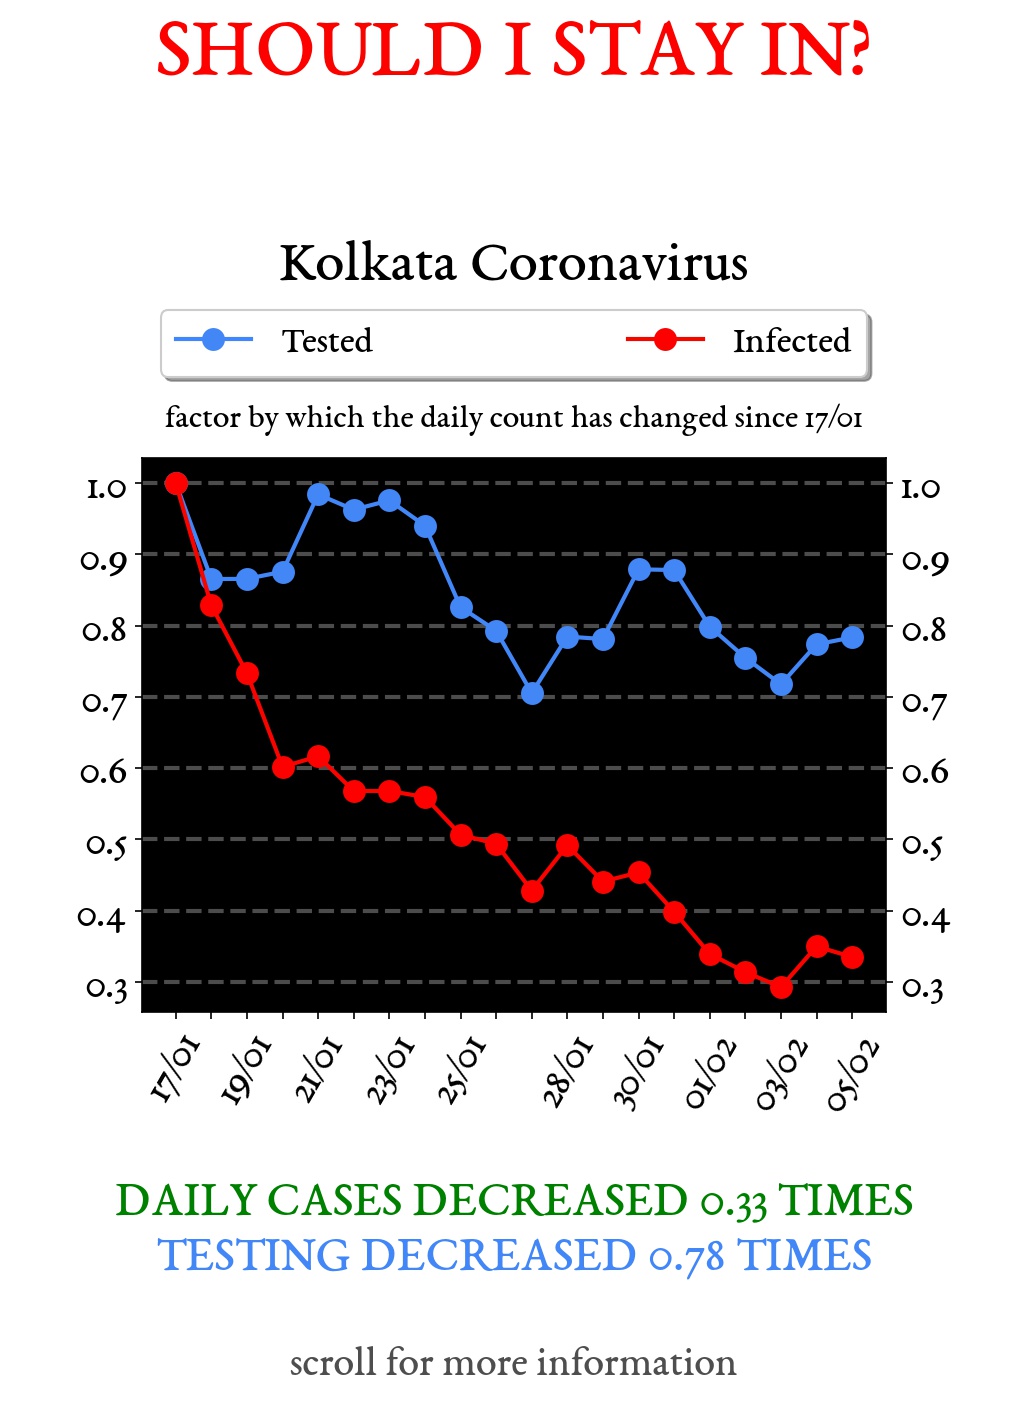 SHOULD I STAY IN?
Kolkata Coronavirus
Tested Infected
factor by which the daily count has changed since 17/01
1.0 1.0
0.9 0.9
0.8 0.8
0.7 0.7
0.6 0.6
0.5 0.5
0.4 0.4
0.3 0.3
17/01 19/01 21/01 23/01 25/01 28/01 30/01 01/02 03/02 05/02
DAILY CASES DECREASED 0.33 TIMES
TESTING DECREASED 0.78 TIMES
scroll for more information